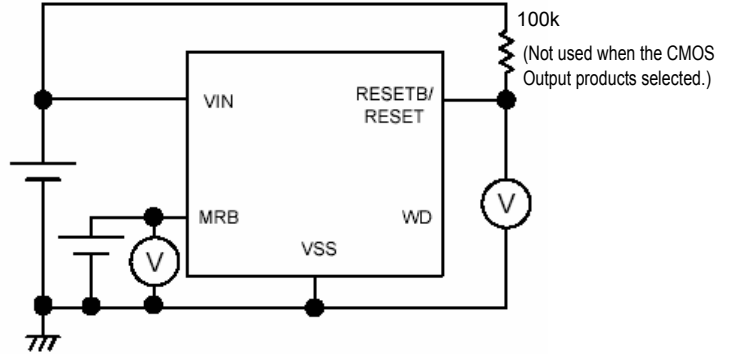 100k
(Not used when the CMOS
Output products selected.)
VIN
RESETB/
RESET
MRB
WD
V
V
VSS